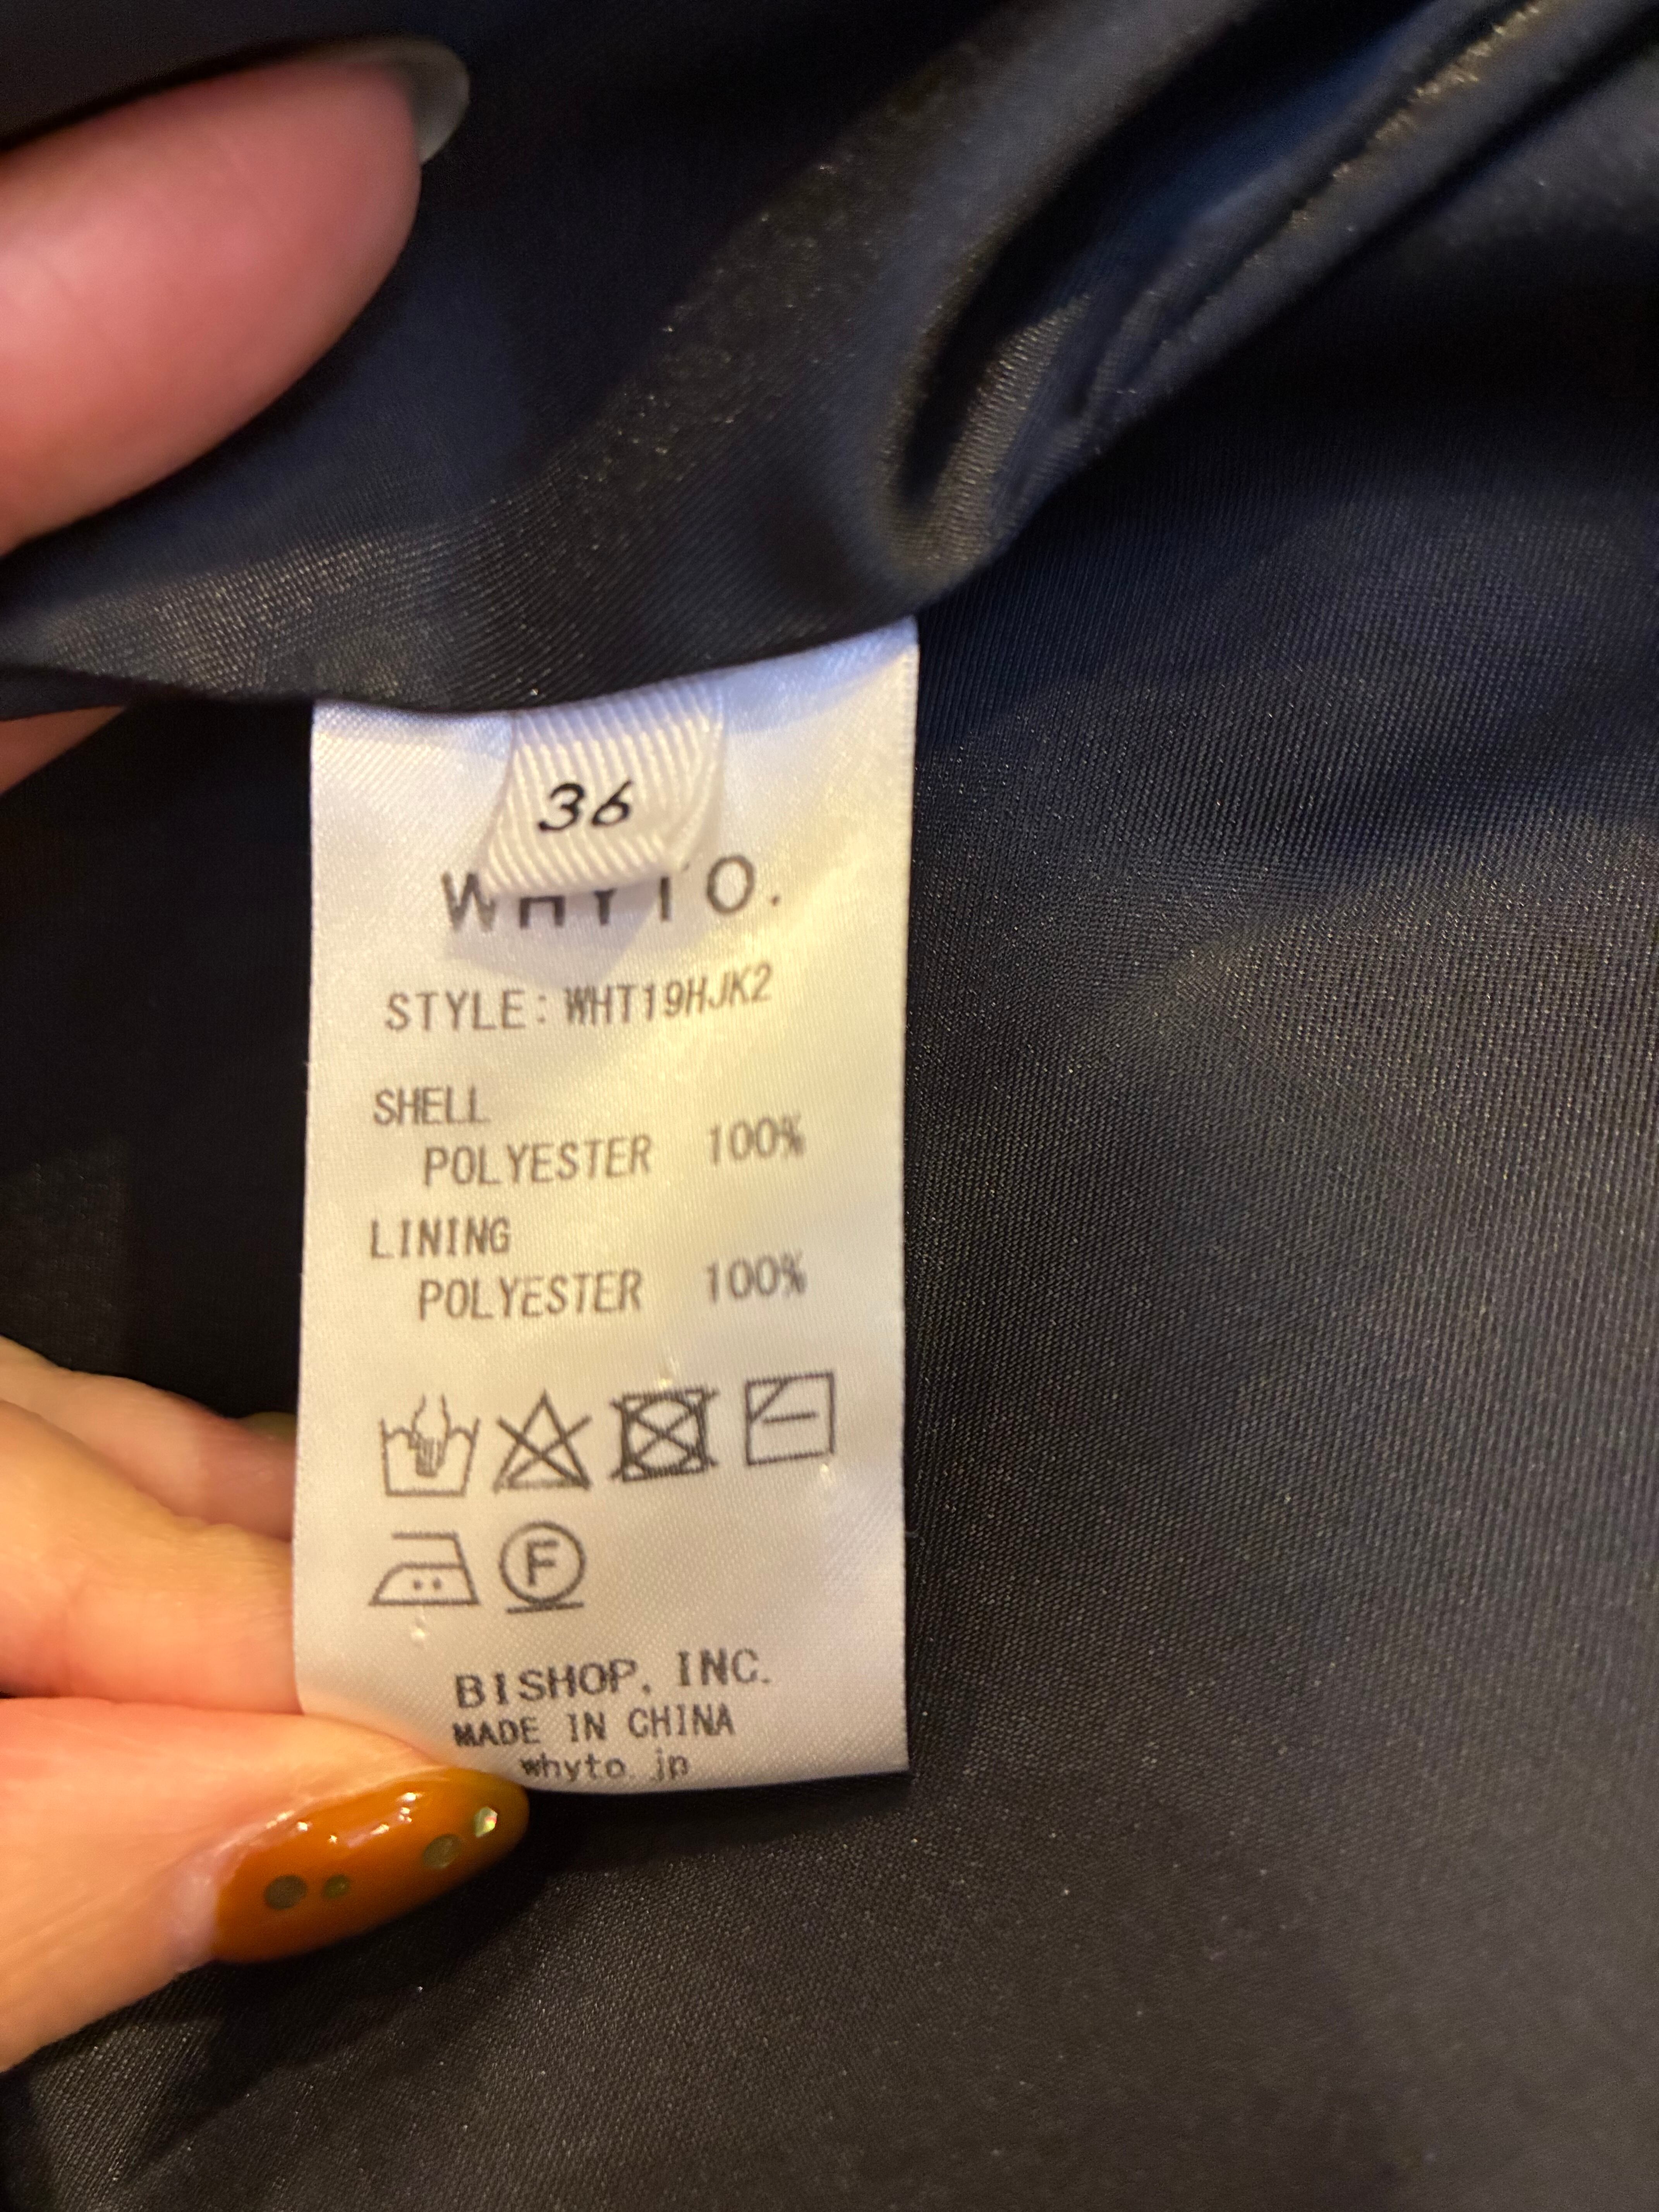 36
WHYTO.
STYLE: WHT19HJK2
SHELL
POLYESTER 100%
LINING
POLYESTER 100%
F
BISHOP, INC.
MADE IN CHINA
whyto.jp